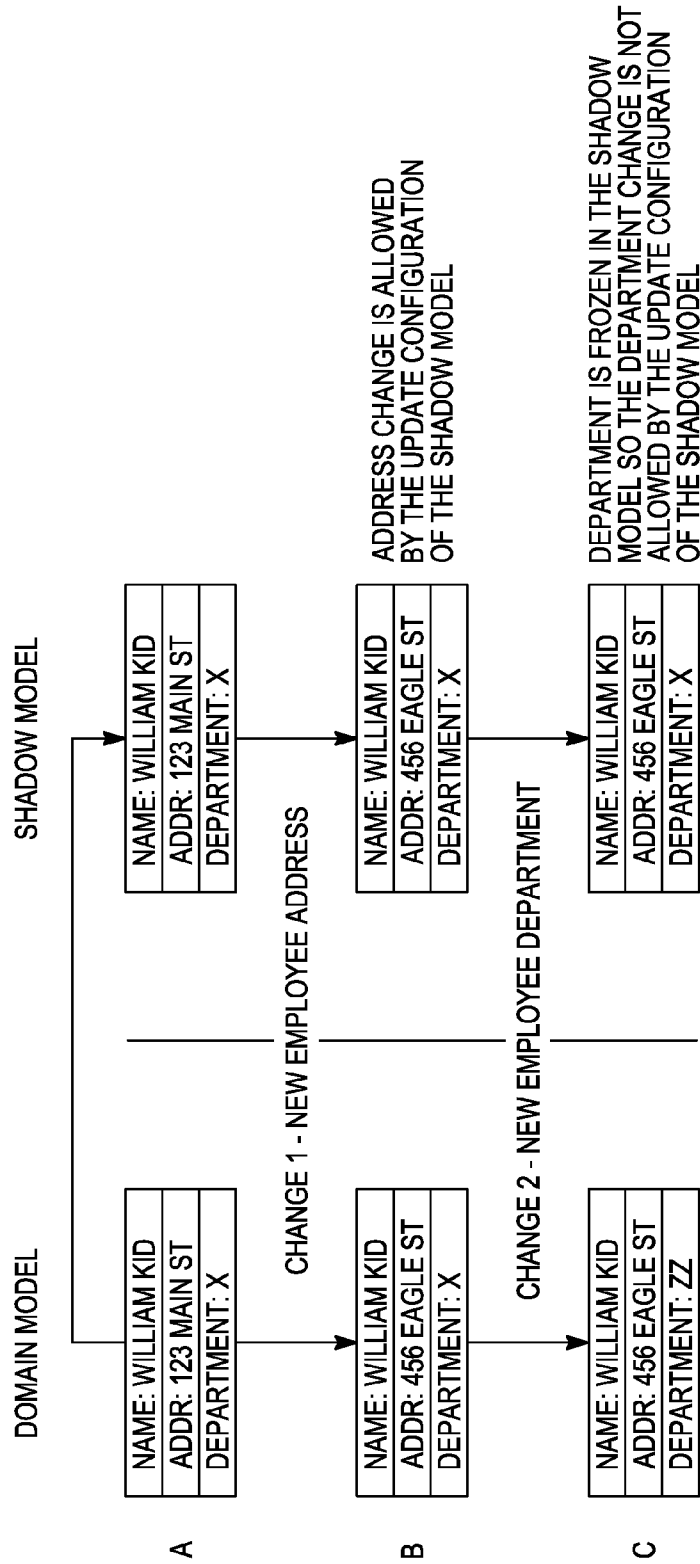 DOMAIN MODEL
SHADOW MODEL
A
NAME: WILLIAM KID
ADDR: 123 MAIN ST
DEPARTMENT: X
NAME: WILLIAM KID
ADDR: 123 MAIN ST
DEPARTMENT: X
CHANGE 1 - NEW EMPLOYEE ADDRESS
B
NAME: WILLIAM KID
ADDR: 456 EAGLE ST
DEPARTMENT: X
NAME: WILLIAM KID
ADDR: 456 EAGLE ST
DEPARTMENT: X
ADDRESS CHANGE IS ALLOWED
BY THE UPDATE CONFIGURATION
OF THE SHADOW MODEL
CHANGE 2 - NEW EMPLOYEE DEPARTMENT
C
NAME: WILLIAM KID
ADDR: 456 EAGLE ST
DEPARTMENT: ZZ
NAME: WILLIAM KID
ADDR: 456 EAGLE ST
DEPARTMENT: X
DEPARTMENT IS FROZEN IN THE SHADOW
MODEL SO THE DEPARTMENT CHANGE IS NOT
ALLOWED BY THE UPDATE CONFIGURATION
OF THE SHADOW MODEL